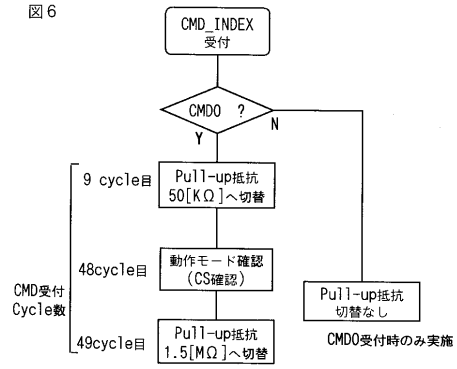 図6
CMD_INDEX
受付
CMD0 ?
Y
N
9 cycle目
Pull-up抵抗
50[KΩ]へ切替
48cycle目
動作モード確認
(CS確認)
CMD受付
Cycle数
49cycle目
Pull-up抵抗
1.5[MΩ]へ切替
Pull-up抵抗
切替なし
CMD0受付時のみ実施